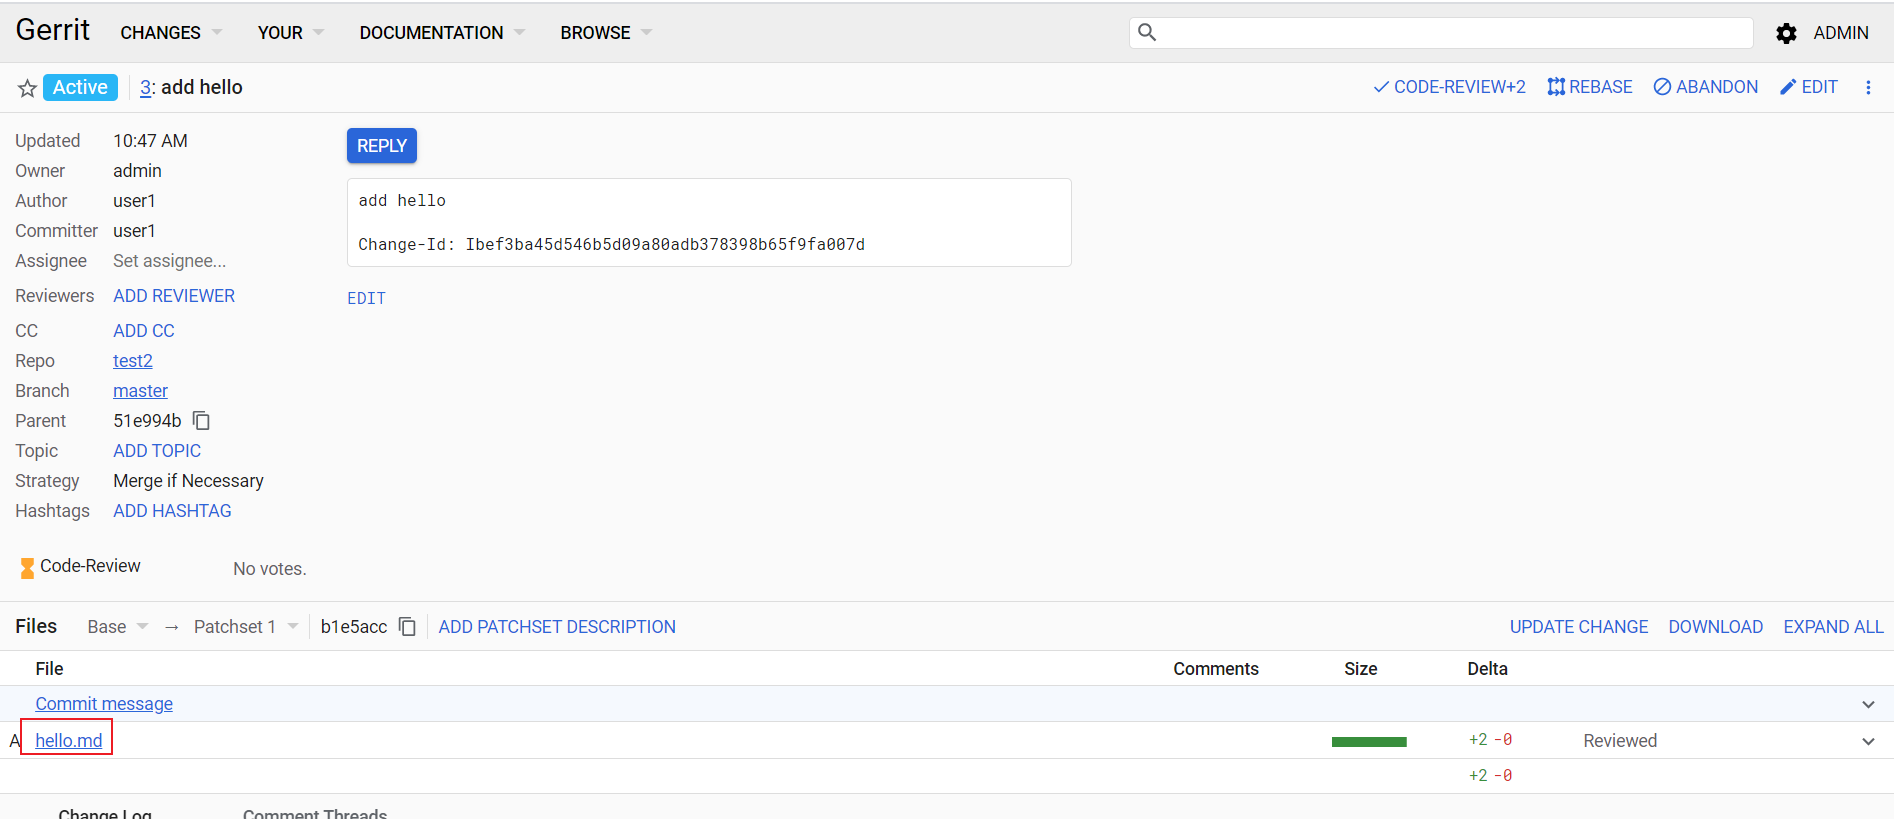 Gerrit CHANGES YOUR DOCUMENTATION BROWSE ADMIN
Active 3: add hello CODE-REVIEW+2 REBASE ABANDON EDIT
Updated 10:47 AM
REPLY
Owner admin
Author user1
add hello
Committer user1
Change-Id: Ibef3ba45d546b5d09a80adb378398b65f9fa007d
Assignee Set assignee...
Reviewers ADD REVIEWER
EDIT
CC ADD CC
Repo test2
Branch master
Parent 51e994b
Topic ADD TOPIC
Strategy Merge if Necessary
Hashtags ADD HASHTAG
Code-Review No votes.
Files Base → Patchset 1 b1e5acc ADD PATCHSET DESCRIPTION UPDATE CHANGE DOWNLOAD EXPAND ALL
File Comments Size Delta
Commit message
A hello.md +2 -0 Reviewed
+2 -0
Change Log Comment Threads